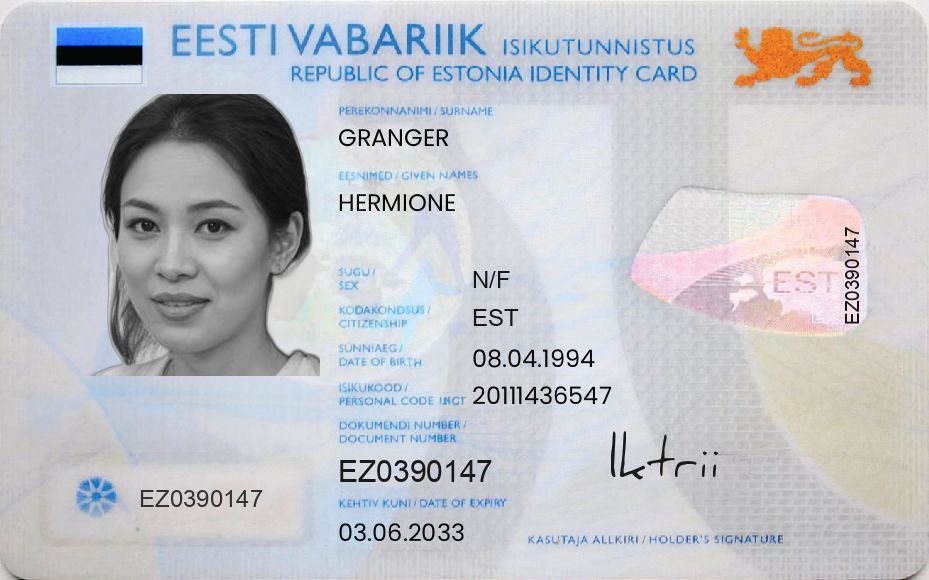 EESTI VABARIIK ISIKUTUNNISTUS
REPUBLIC OF ESTONIA IDENTITY CARD
PEREKONNANIMI / SURNAME
GRANGER
EESNIMED / GIVEN NAMES
HERMIONE
SUGU / SEX
N/F
KODAKONDSUS / CITIZENSHIP
EST
SÜNNIAEG / DATE OF BIRTH
08.04.1994
ISIKUKOOD / PERSONAL CODE
20111436547
DOKUMENDI NUMBER / DOCUMENT NUMBER
EZ0390147
KEHTIV KUNI / DATE OF EXPIRY
03.06.2033
EZ0390147
EST
EZ0390147
KASUTAJA ALLKIRI / HOLDER'S SIGNATURE